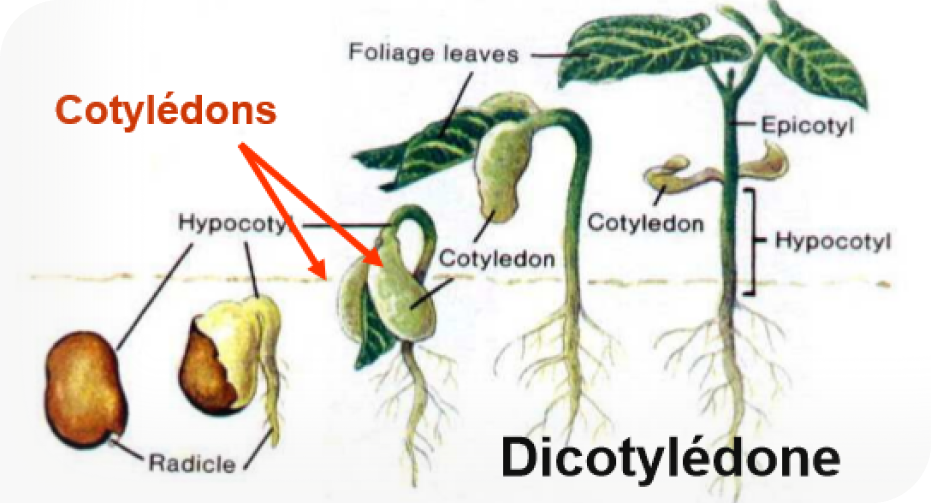 Foliage leaves
Cotylédons
Epicotyl
Hypocotyl
Cotyledon
Hypocotyl
Cotyledon
Radicle
Dicotylédone